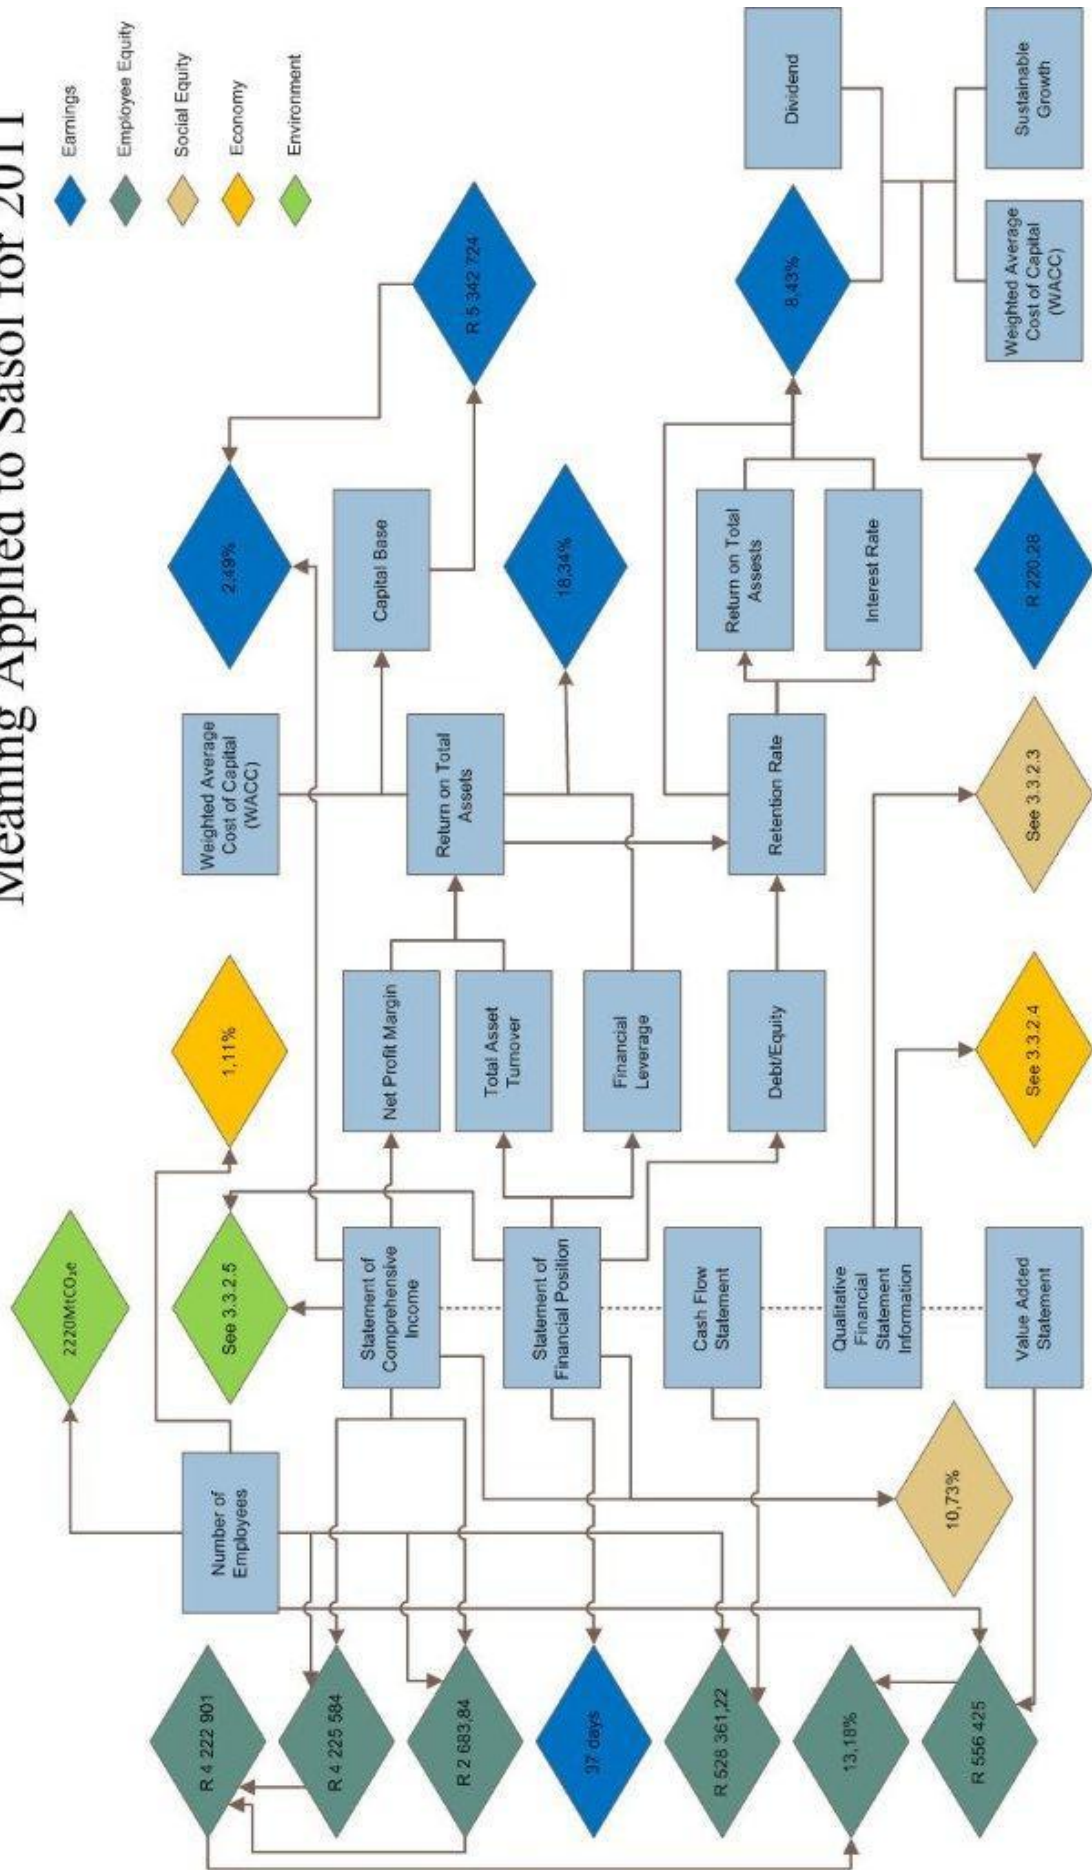 Meaning Applied to Sasol for 2011
Earnings
Employee Equity
Social Equity
Economy
Environment
2220MtCO₂e
R 4 222 901
Number of
Employees
See 3.3.2.5
1,11%
Weighted Average
Cost of Capital
(WACC)
2,49%
R 4 225 584
Statement of
Comprehensive
Income
Net Profit Margin
Capital Base
R 2 683,84
Total Asset
Turnover
Return on Total
Assets
R 5 342 724
days
Statement of
Financial Position
Financial
Leverage
18,34%
R 528 361,22
Cash Flow
Statement
Debt/Equity
Retention Rate
Return on Total
Assests
8,43%
Dividend
13,18%
Qualitative
Financial
Statement
Information
Interest Rate
R 556 425
10,73%
Value Added
Statement
See 3.3.2.4
See 3.3.2.3
R 220.28
Weighted Average
Cost of Capital
(WACC)
Sustainable
Growth